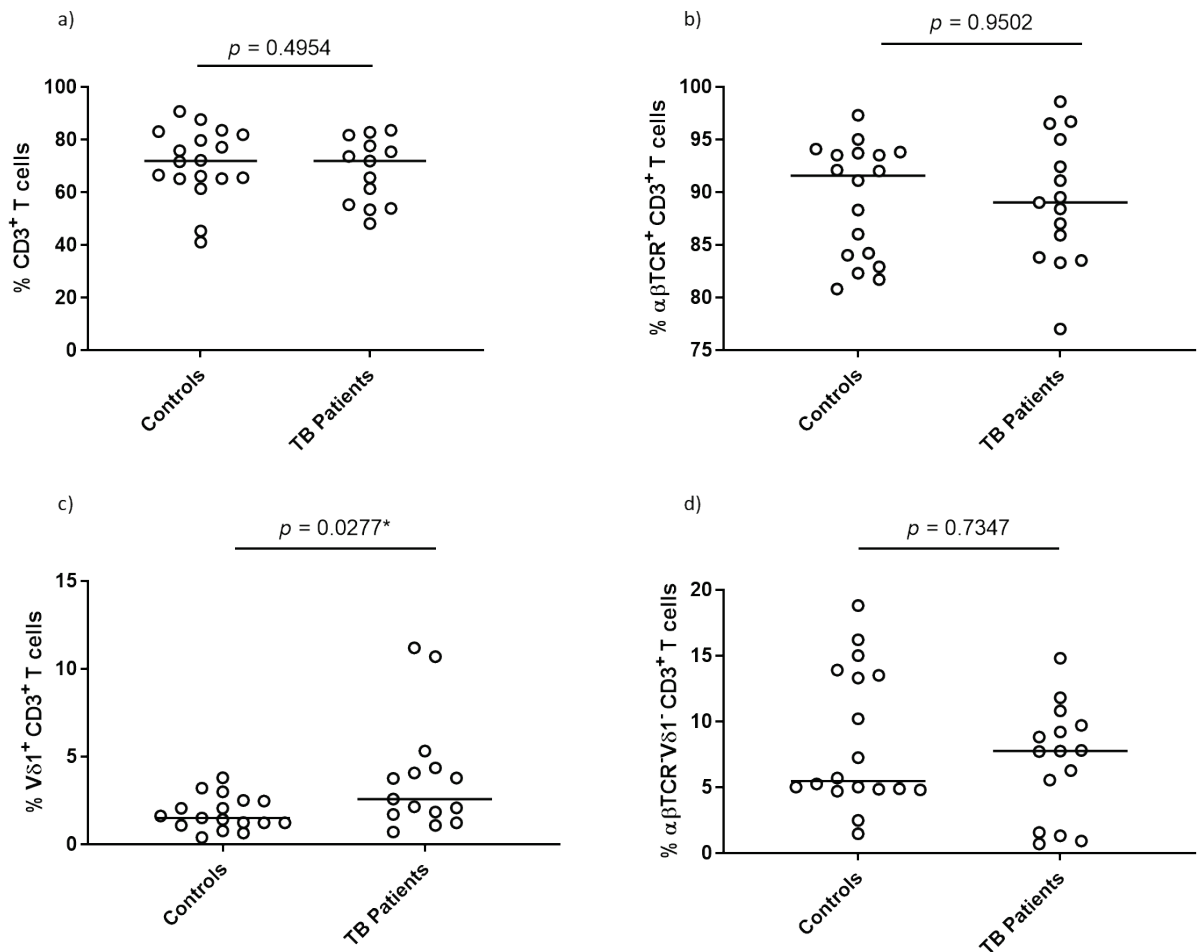 a)
p = 0.4954
% CD3⁺ T cells
100
80
60
40
20
0
Controls
TB Patients
b)
p = 0.9502
% αβTCR⁺ CD3⁺ T cells
100
95
90
85
80
75
Controls
TB Patients
c)
p = 0.0277*
% Vδ1⁺ CD3⁺ T cells
15
10
5
0
Controls
TB Patients
d)
p = 0.7347
% αβTCR⁻Vδ1⁻ CD3⁺ T cells
20
15
10
5
0
Controls
TB Patients